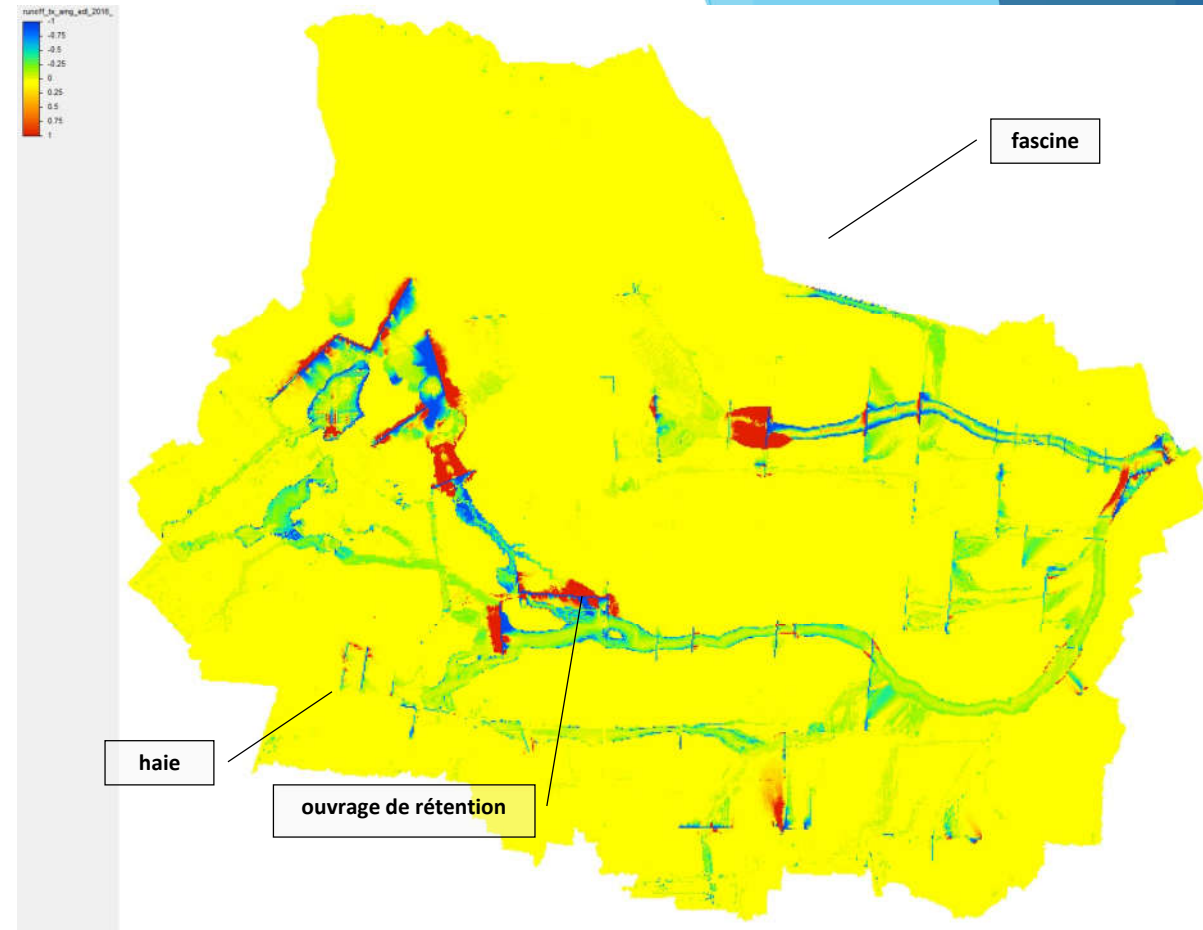 runoff_tx_amg_edl_2016_
-1
-0.75
-0.5
-0.25
0
0.25
0.5
0.75
1
fascine
haie
ouvrage de rétention